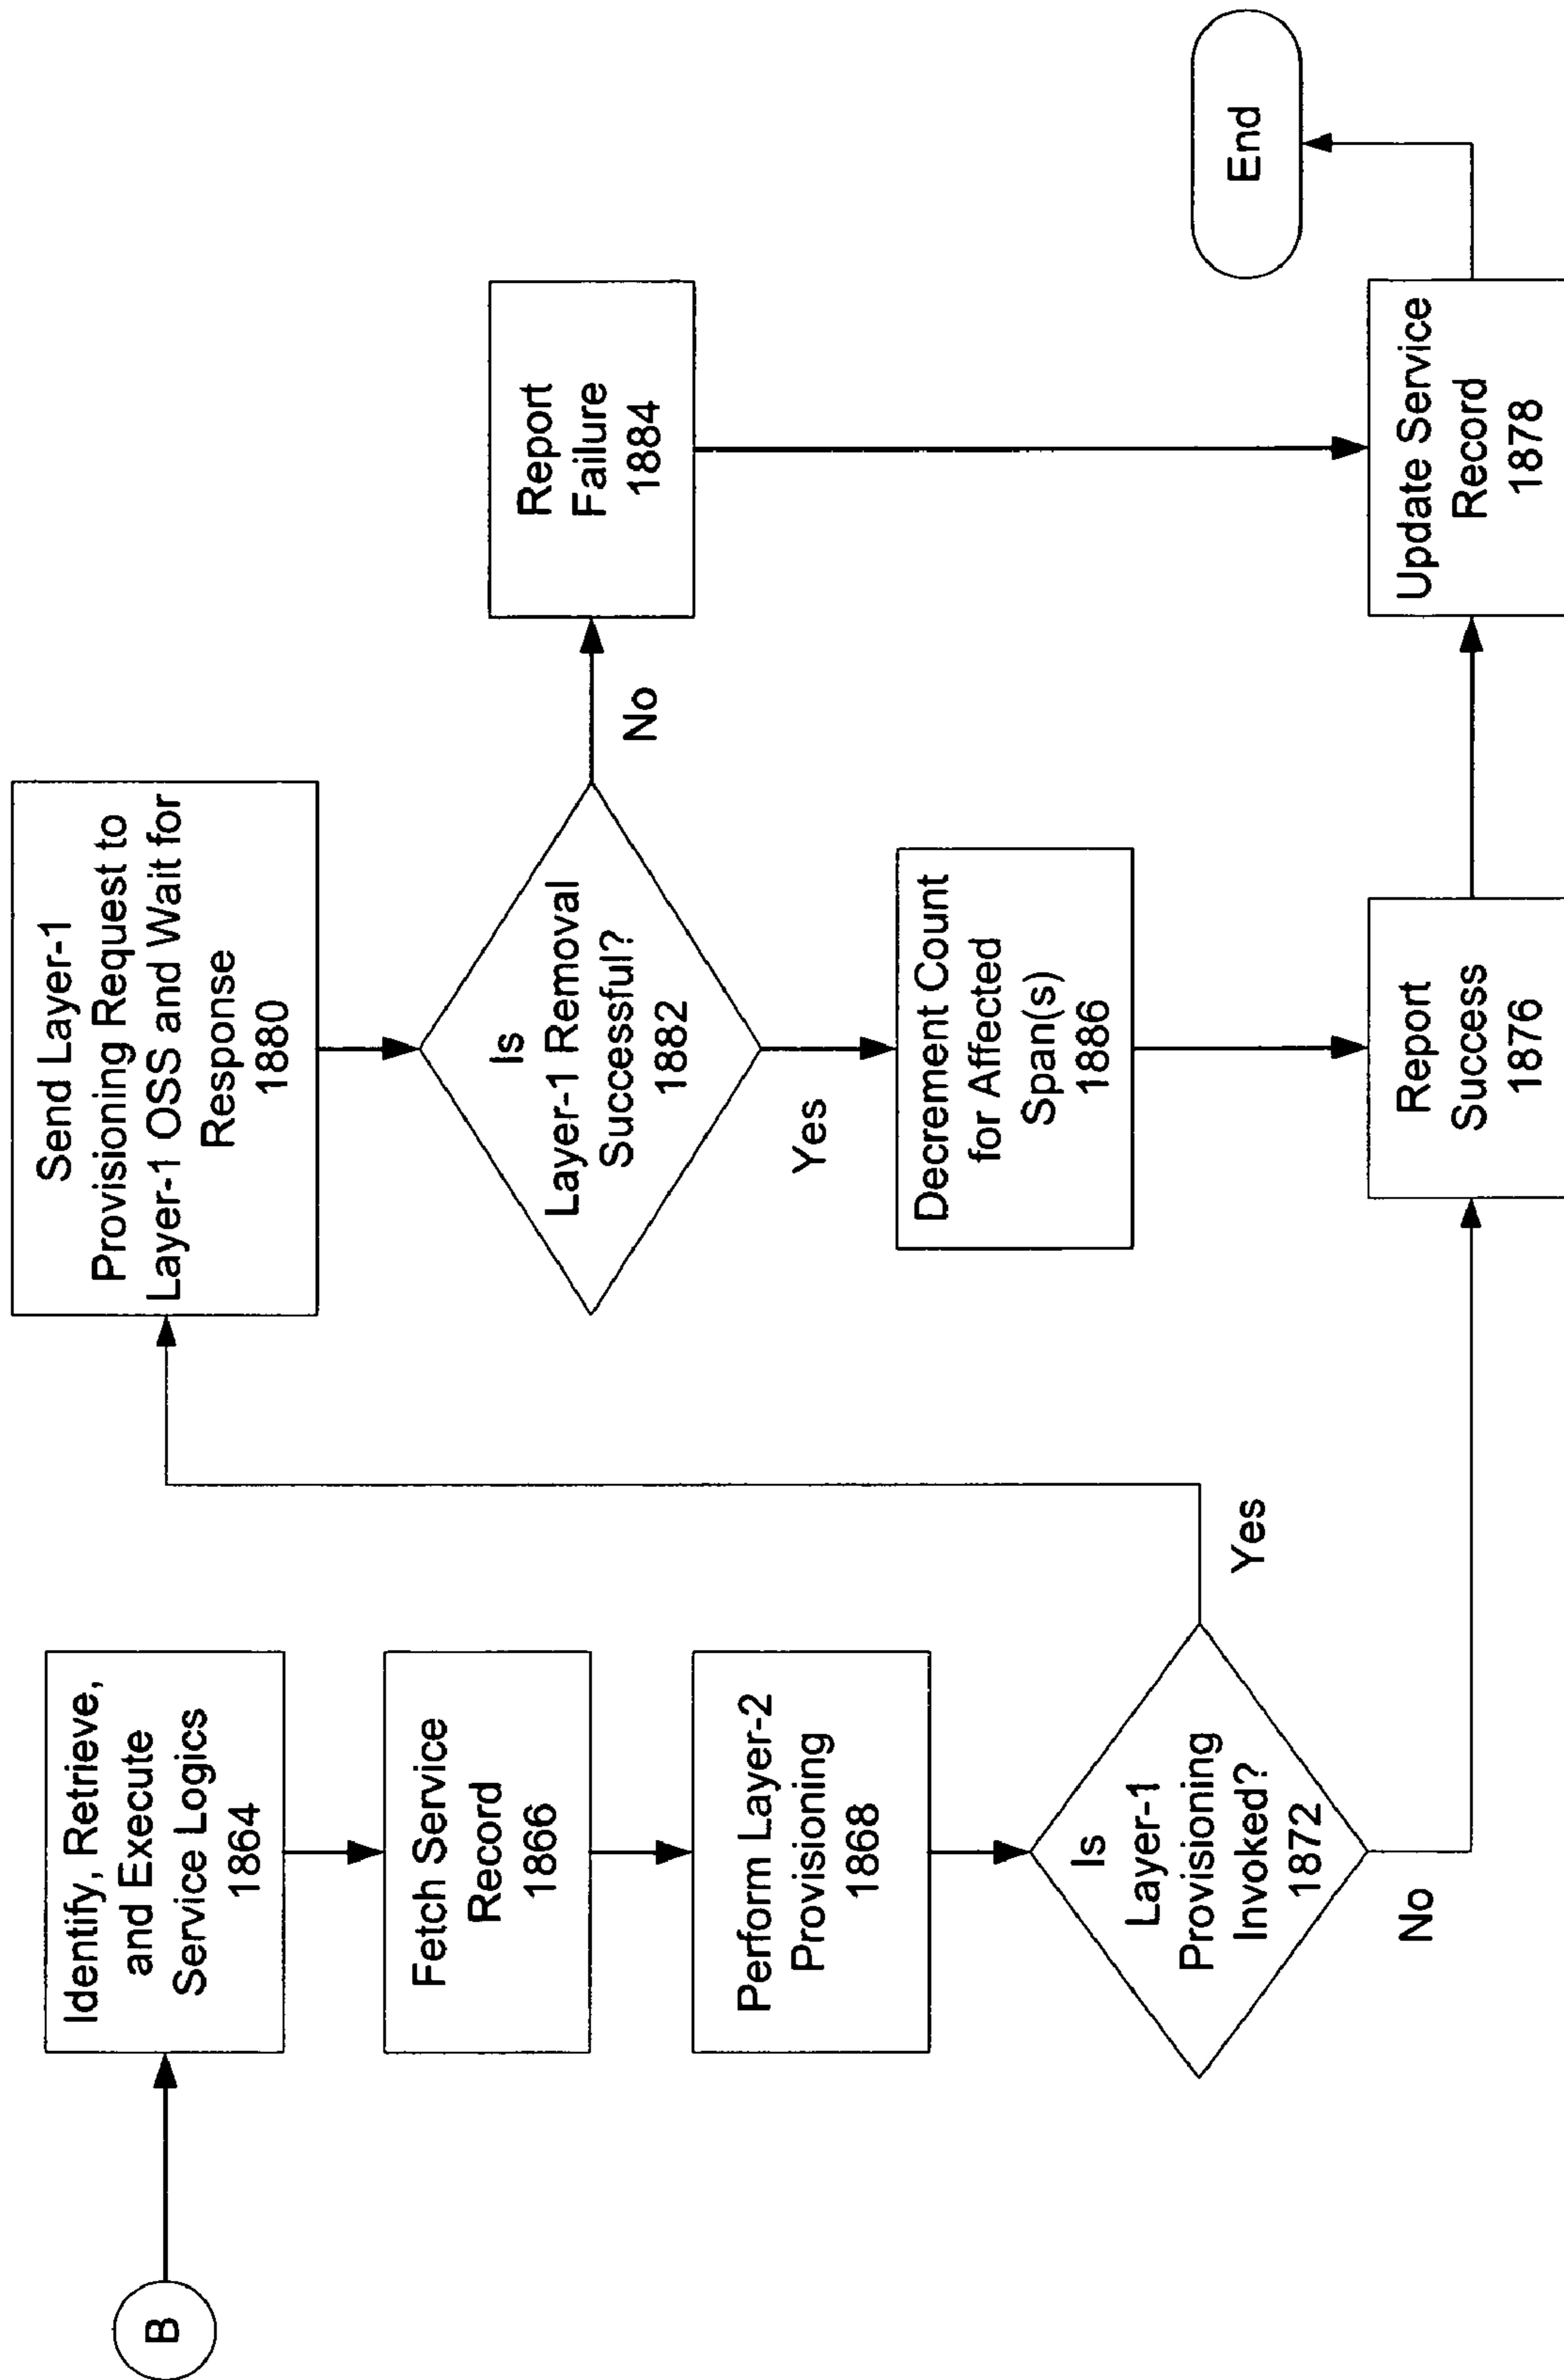 B
Identify, Retrieve,
and Execute
Service Logics
1864
Fetch Service
Record
1866
Perform Layer-2
Provisioning
1868
Is
Layer-1
Provisioning
Invoked?
1872
Yes
No
Send Layer-1
Provisioning Request to
Layer-1 OSS and Wait for
Response
1880
Is
Layer-1 Removal
Successful?
1882
No
Yes
Report
Failure
1884
Decrement Count
for Affected
Span(s)
1886
Report
Success
1876
Update Service
Record
1878
End